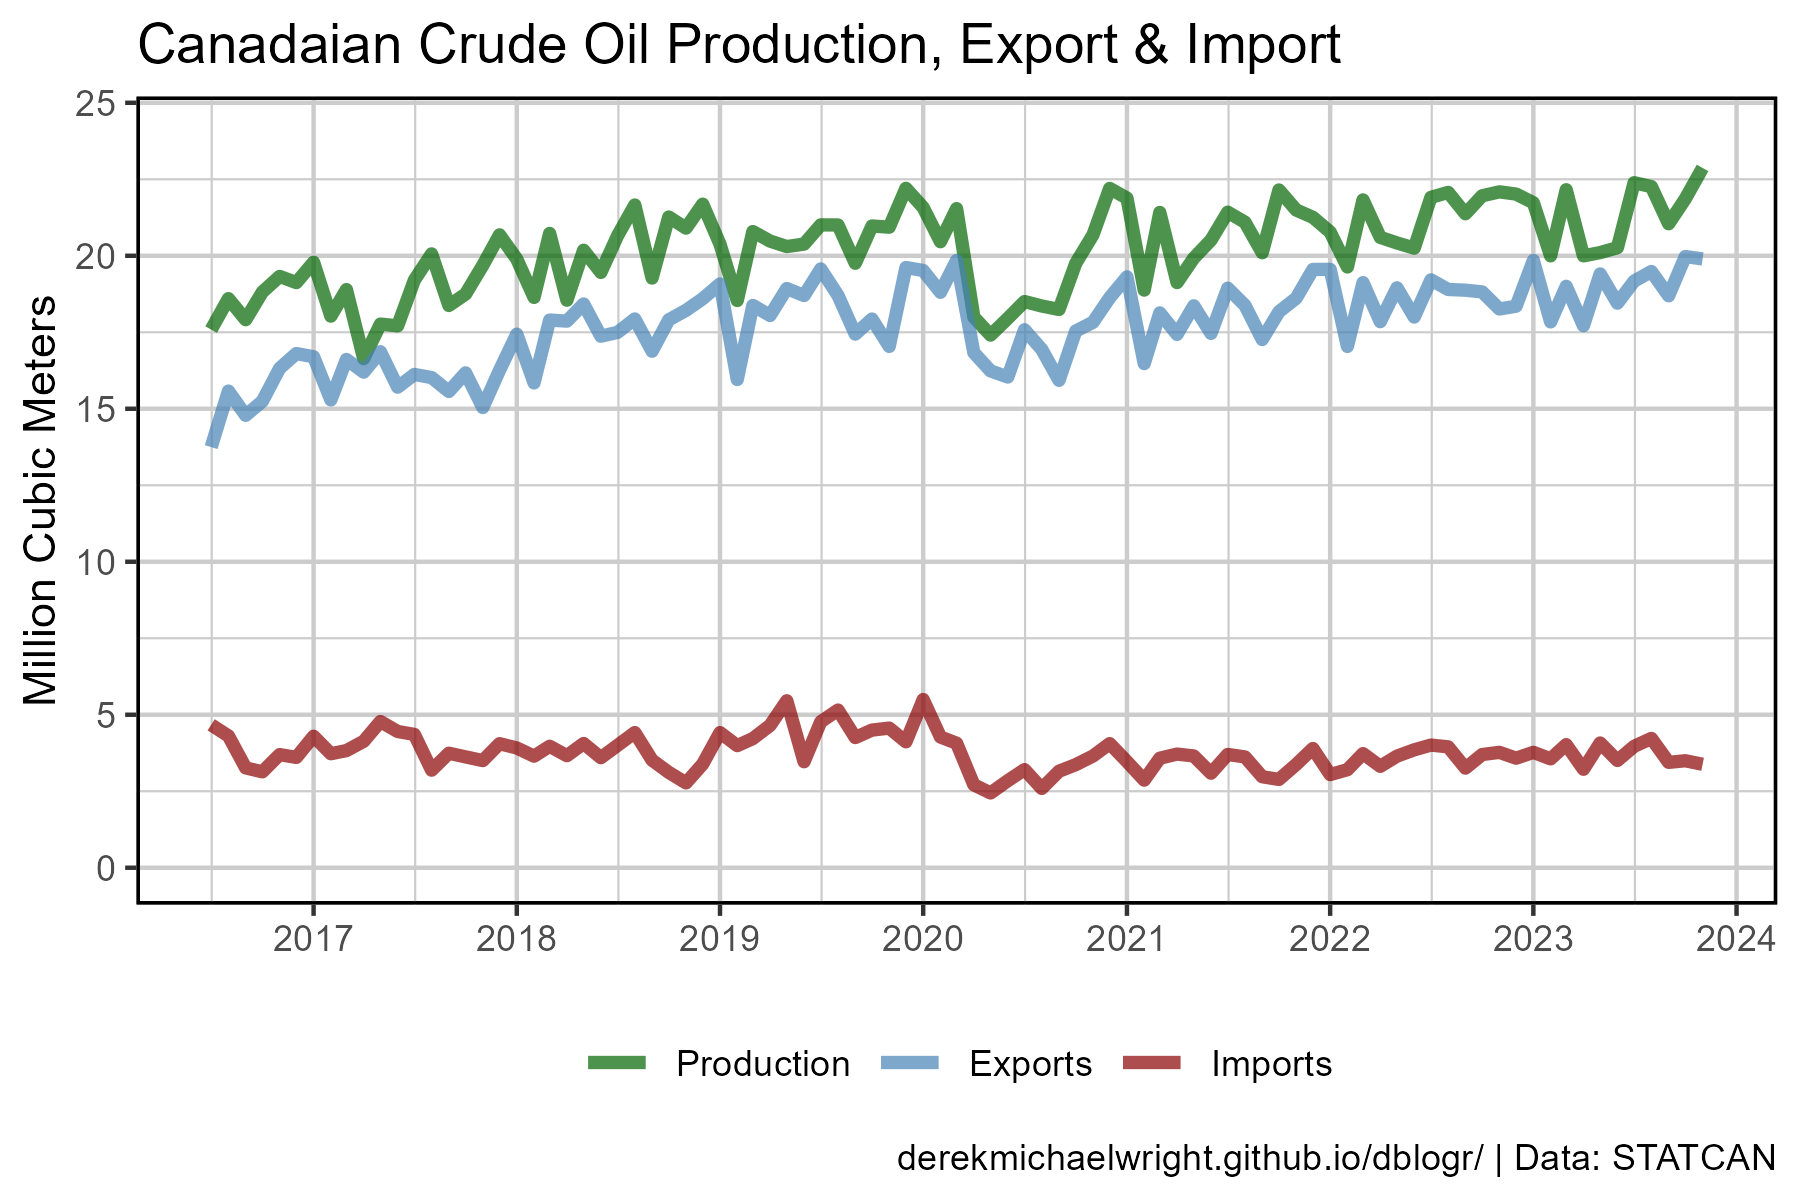 Canadaian Crude Oil Production, Export & Import
Million Cubic Meters
25
20
15
10
5
0
2017 2018 2019 2020 2021 2022 2023 2024
Production Exports Imports
derekmichaelwright.github.io/dblogr/ | Data: STATCAN